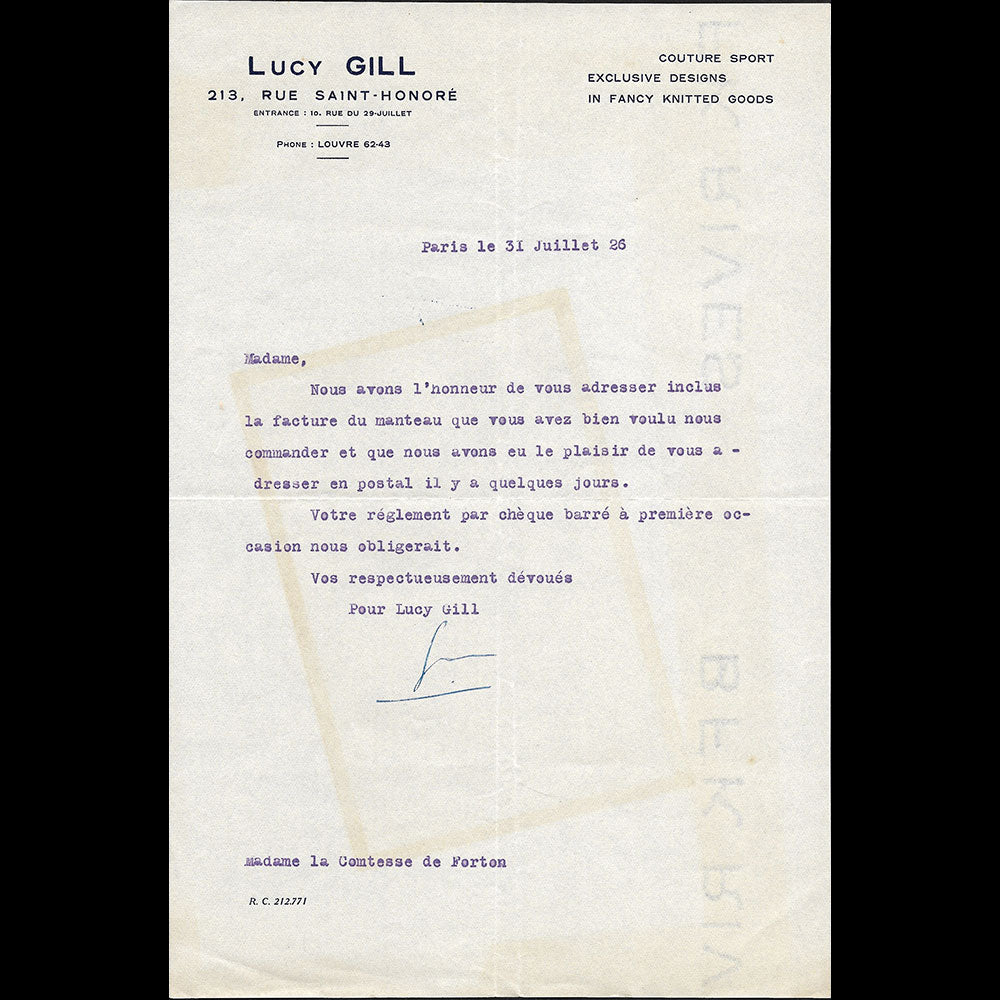 LUCY GILL
213, RUE SAINT-HONORÉ
ENTRANCE : 10. RUE DU 29-JUILLET
PHONE : LOUVRE 62-43
COUTURE SPORT
EXCLUSIVE DESIGNS
IN FANCY KNITTED GOODS
Paris le 3I Juillet 26
Madame,
Nous avons l'honneur de vous adresser inclus
la facture du manteau que vous avez bien voulu nous
commander et que nous avons eu le plaisir de vous a -
dresser en postal il y a quelques jours.
Votre réglement par chèque barré à première oc-
casion nous obligerait.
Vos respectueusement dévoués
Pour Lucy Gill
Madame la Comtesse de Forton
R. C. 212.771